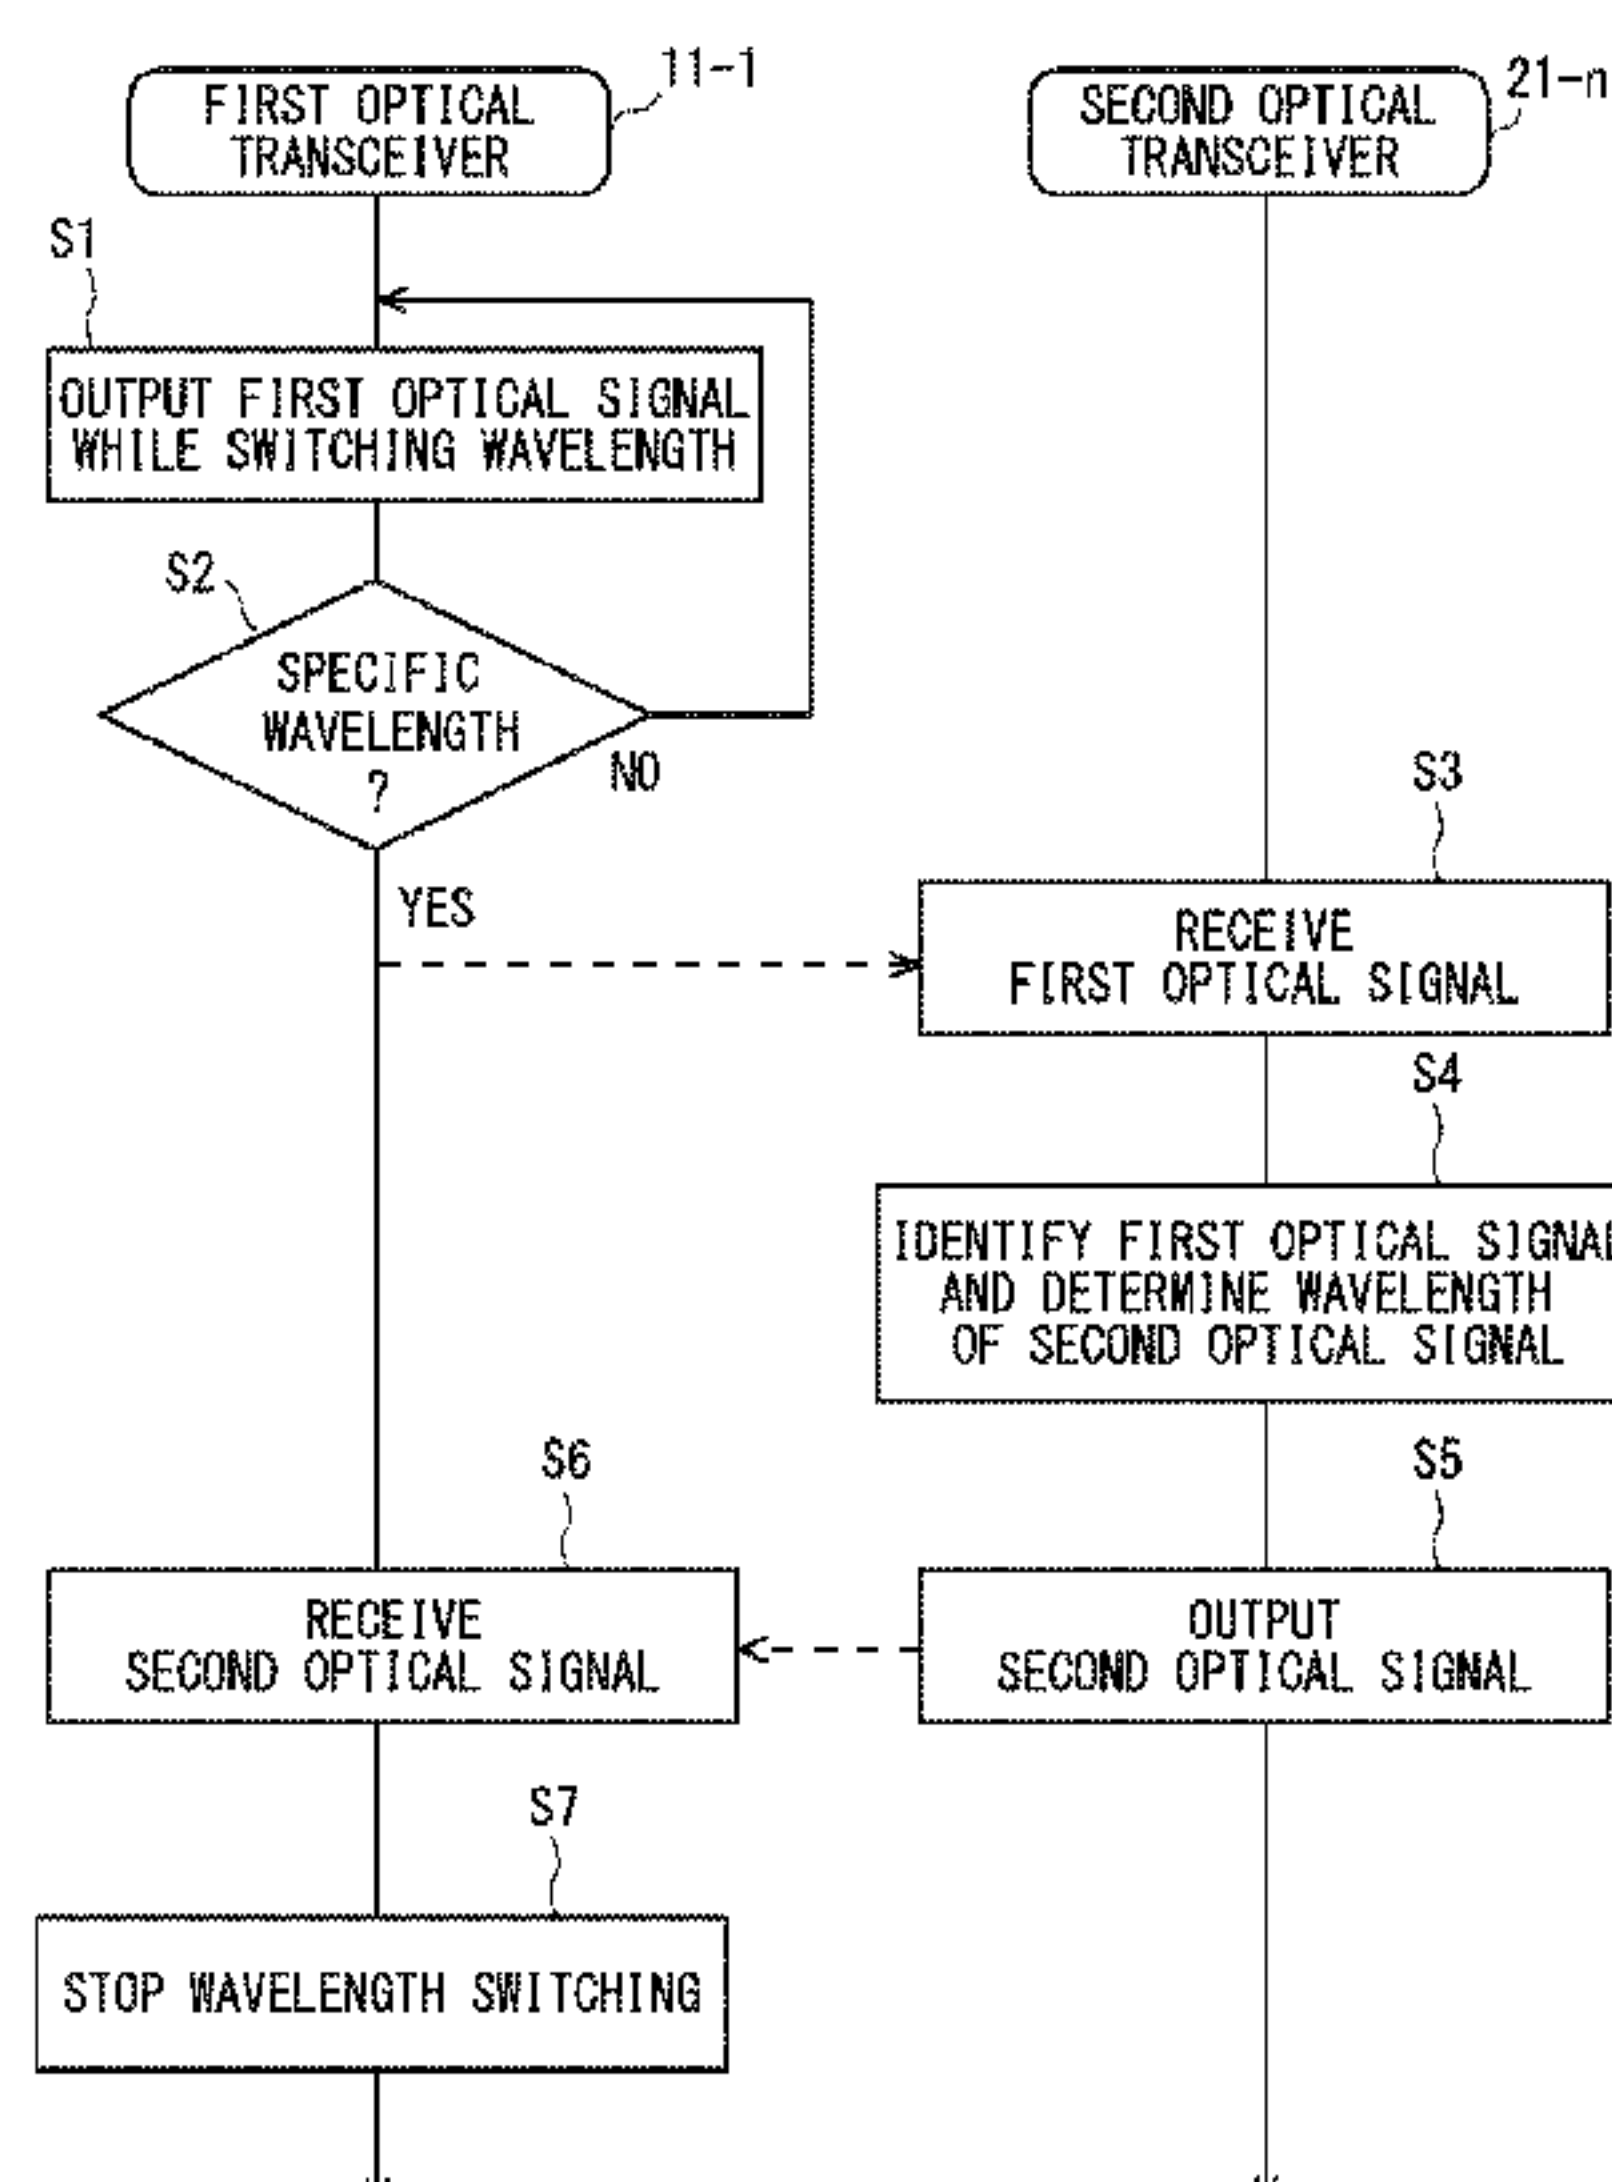 FIRST OPTICAL
TRANSCEIVER
11-1
SECOND OPTICAL
TRANSCEIVER
21-n
S1
OUTPUT FIRST OPTICAL SIGNAL
WHILE SWITCHING WAVELENGTH
S2
SPECIFIC
WAVELENGTH
?
NO
YES
S3
RECEIVE
FIRST OPTICAL SIGNAL
S4
IDENTIFY FIRST OPTICAL SIGNAL
AND DETERMINE WAVELENGTH
OF SECOND OPTICAL SIGNAL
S6
RECEIVE
SECOND OPTICAL SIGNAL
S5
OUTPUT
SECOND OPTICAL SIGNAL
S7
STOP WAVELENGTH SWITCHING